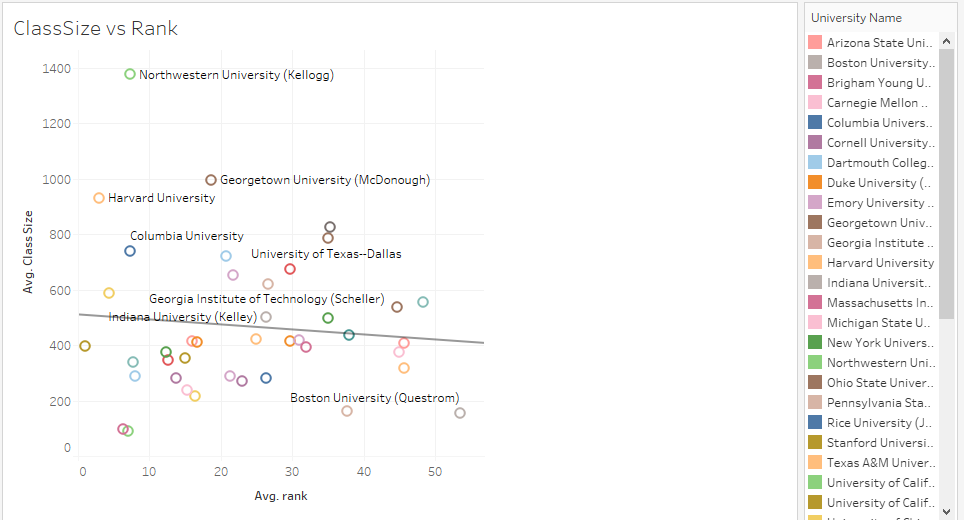 ClassSize vs Rank
University Name
1400
1200
1000
800
600
400
200
0
Avg. Class Size
Northwestern University (Kellogg)
Georgetown University (McDonough)
Harvard University
Columbia University
University of Texas--Dallas
Georgia Institute of Technology (Scheller)
Indiana University (Kelley)
Boston University (Questrom)
0 10 20 30 40 50
Avg. rank
Arizona State Uni..
Boston University..
Brigham Young U..
Carnegie Mellon ..
Columbia Univers..
Cornell University..
Dartmouth Colleg..
Duke University (..
Emory University ..
Georgetown Univ..
Georgia Institute ..
Harvard University
Indiana Universit..
Massachusetts In..
Michigan State U..
New York Univers..
Northwestern Uni..
Ohio State Univer..
Pennsylvania Sta..
Rice University (J..
Stanford Universi..
Texas A&M Univer..
University of Calif..
University of Calif..